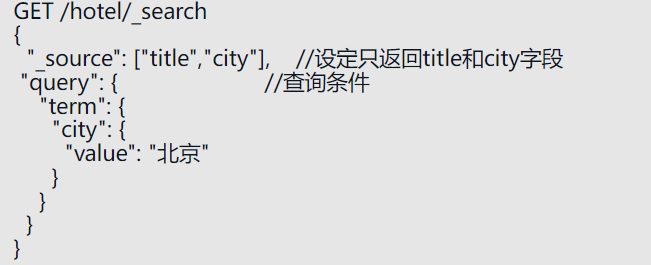 GET /hotel/_search
{
"_source": ["title","city"], //设定只返回title和city字段
"query": { //查询条件
"term": {
"city": {
"value": "北京"
}
}
}
}